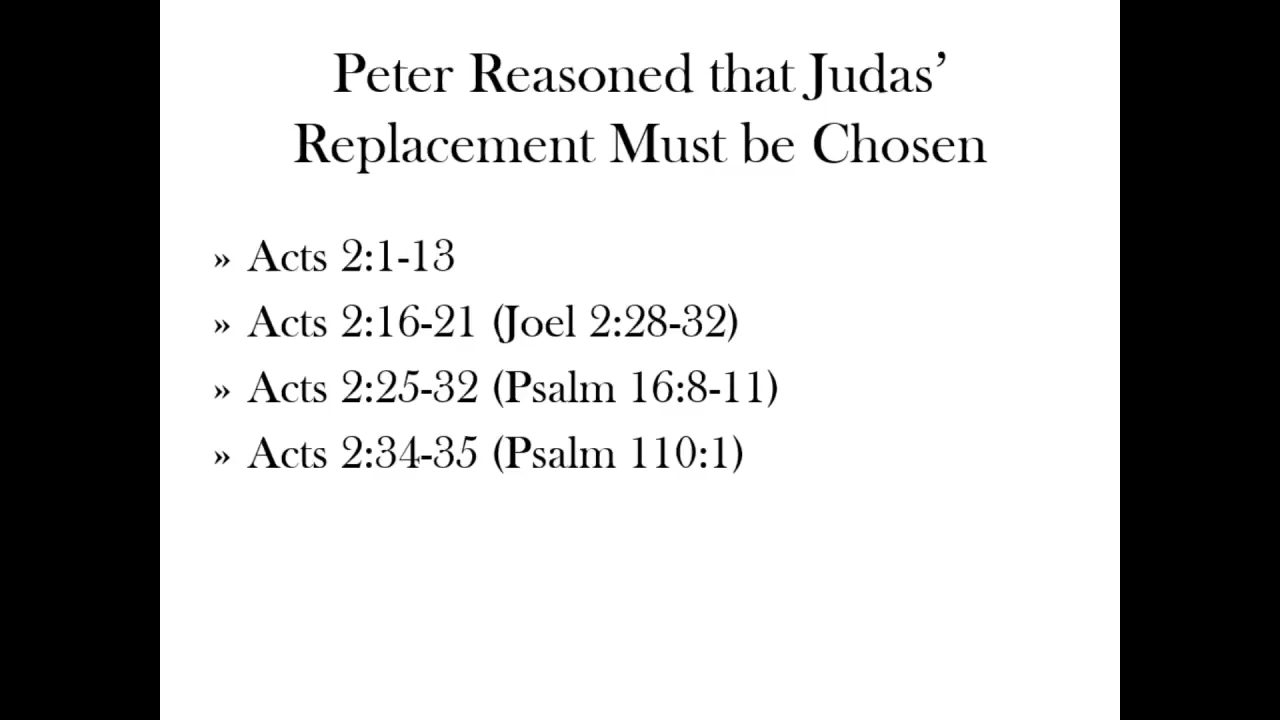 Peter Reasoned that Judas’
Replacement Must be Chosen
» Acts 2:1-13
» Acts 2:16-21 (Joel 2:28-32)
» Acts 2:25-32 (Psalm 16:8-11)
» Acts 2:34-35 (Psalm 110:1)